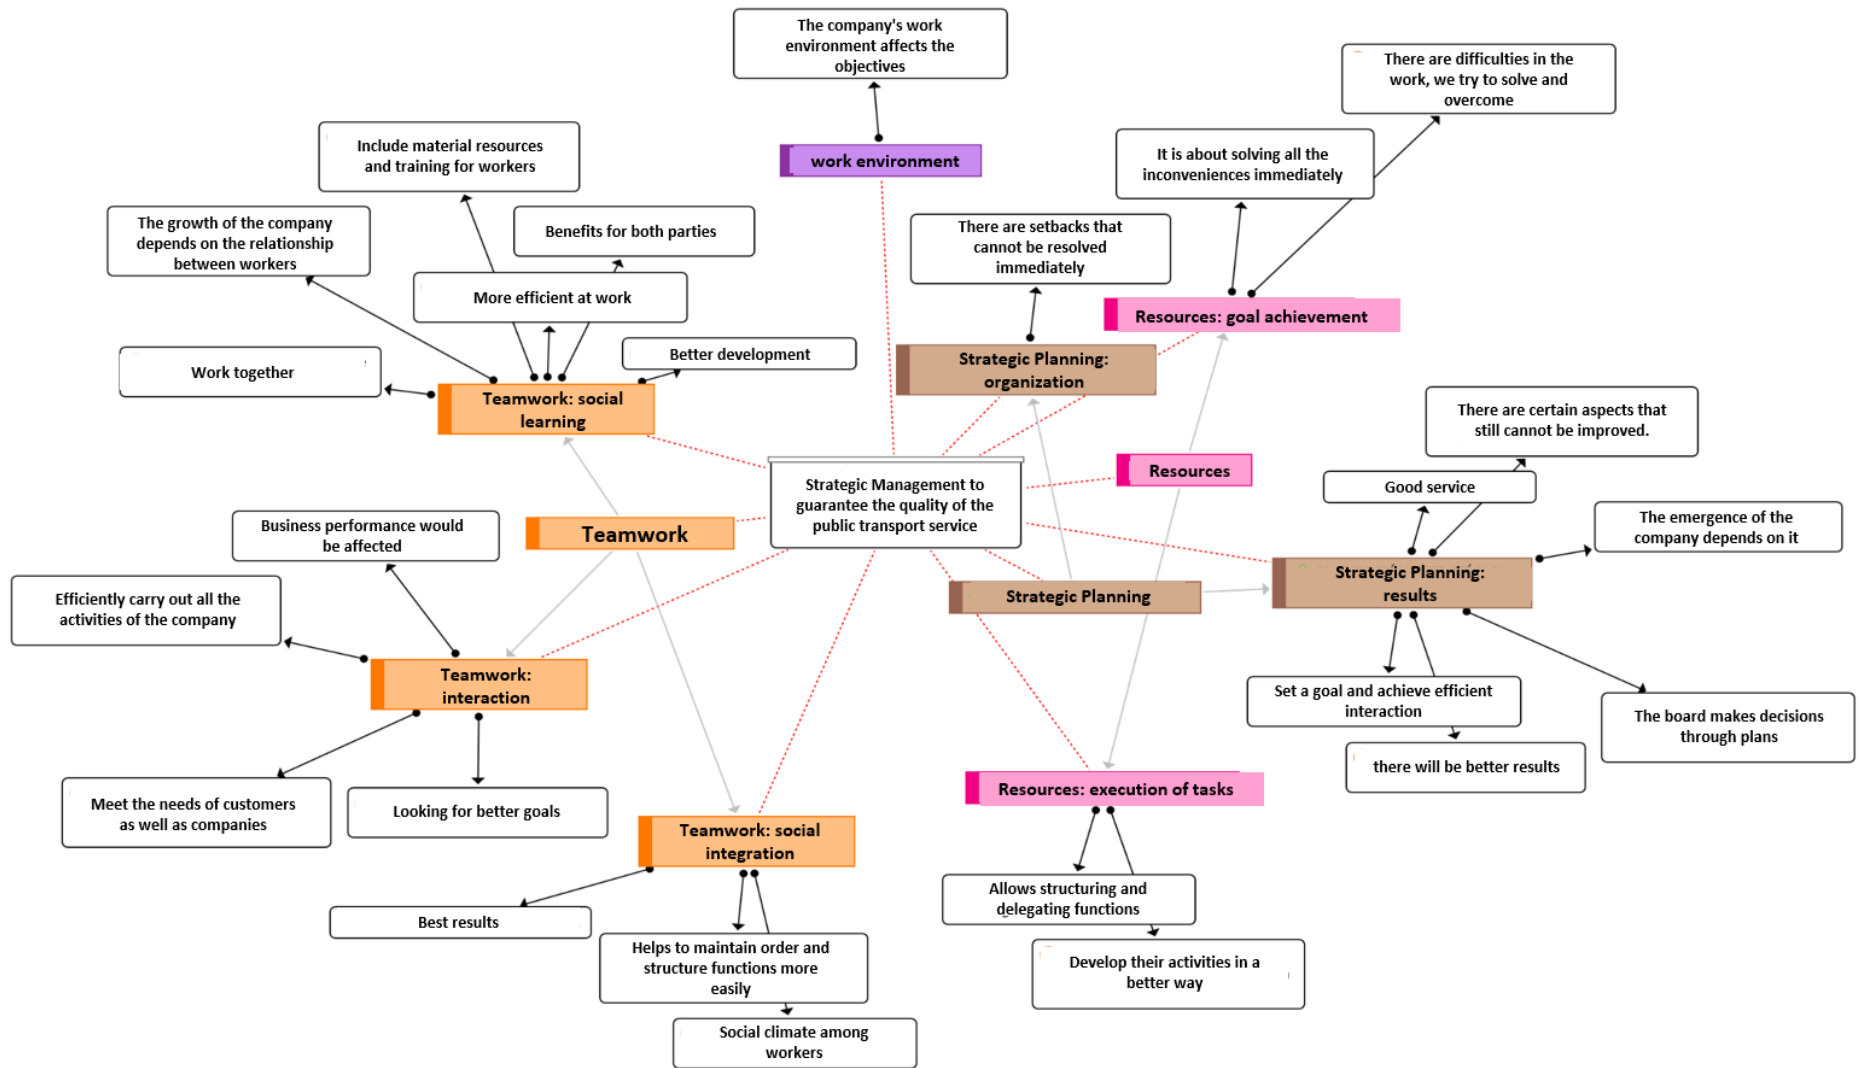 The company's work
environment affects the
objectives
There are difficulties in the
work, we try to solve and
overcome
Include material resources
and training for workers
work environment
It is about solving all the
inconveniences immediately
The growth of the company
depends on the relationship
between workers
Benefits for both parties
There are setbacks that
cannot be resolved
immediately
More efficient at work
Resources: goal achievement
Work together
Better development
Strategic Planning:
organization
Teamwork: social
learning
There are certain aspects that
still cannot be improved.
Strategic Management to
guarantee the quality of the
public transport service
Resources
Good service
Business performance would
be affected
Teamwork
The emergence of the
company depends on it
Efficiently carry out all the
activities of the company
Strategic Planning
Strategic Planning:
results
Teamwork:
interaction
Set a goal and achieve efficient
interaction
The board makes decisions
through plans
there will be better results
Meet the needs of customers
as well as companies
Looking for better goals
Resources: execution of tasks
Teamwork: social
integration
Allows structuring and
delegating functions
Best results
Helps to maintain order and
structure functions more
easily
Develop their activities in a
better way
Social climate among
workers